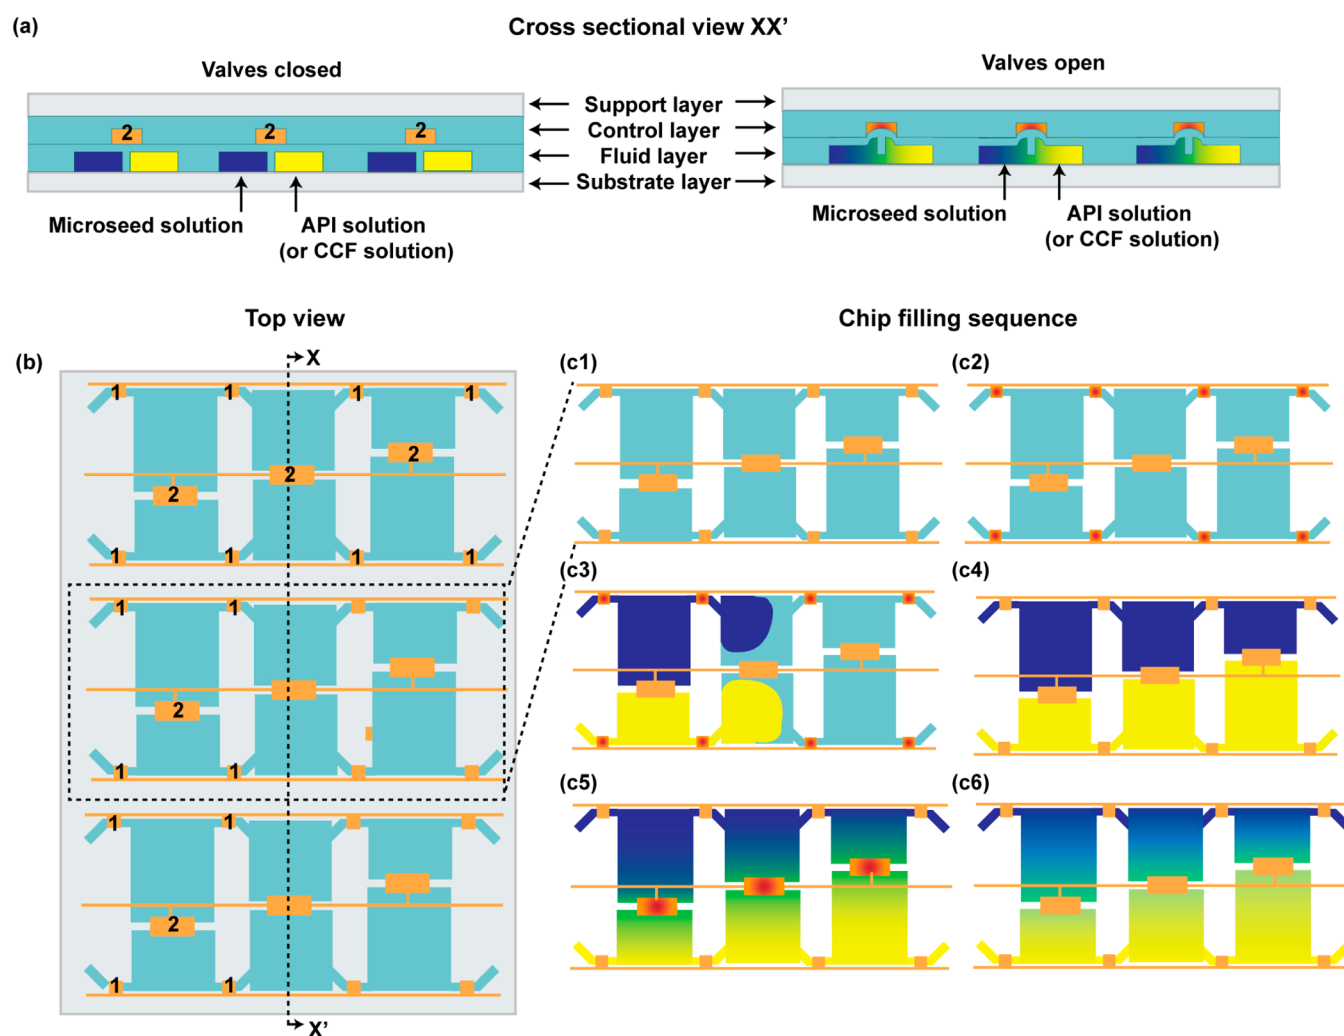 (a)
Cross sectional view XX’
Valves closed
Valves open
2 2 2
Support layer
Control layer
Fluid layer
Substrate layer
Microseed solution
API solution
(or CCF solution)
Microseed solution
API solution
(or CCF solution)
Top view
Chip filling sequence
(b)
X
1 1 1 1
2
2
2
1 1 1 1
1 1
2
1 1
1 1
2
1 1
X’
(c1)
(c2)
(c3)
(c4)
(c5)
(c6)